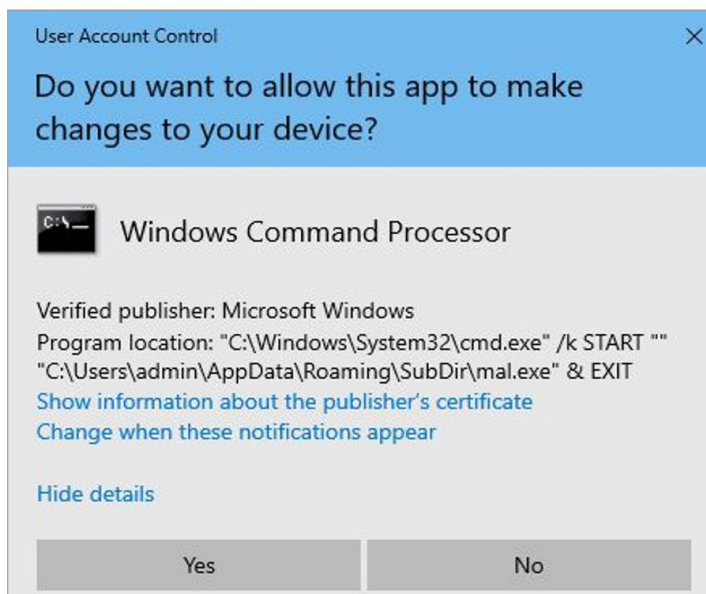 User Account Control
Do you want to allow this app to make
changes to your device?
C:\_
Windows Command Processor
Verified publisher: Microsoft Windows
Program location: "C:\Windows\System32\cmd.exe" /k START ""
"C:\Users\admin\AppData\Roaming\SubDir\mal.exe" & EXIT
Show information about the publisher's certificate
Change when these notifications appear
Hide details
Yes No